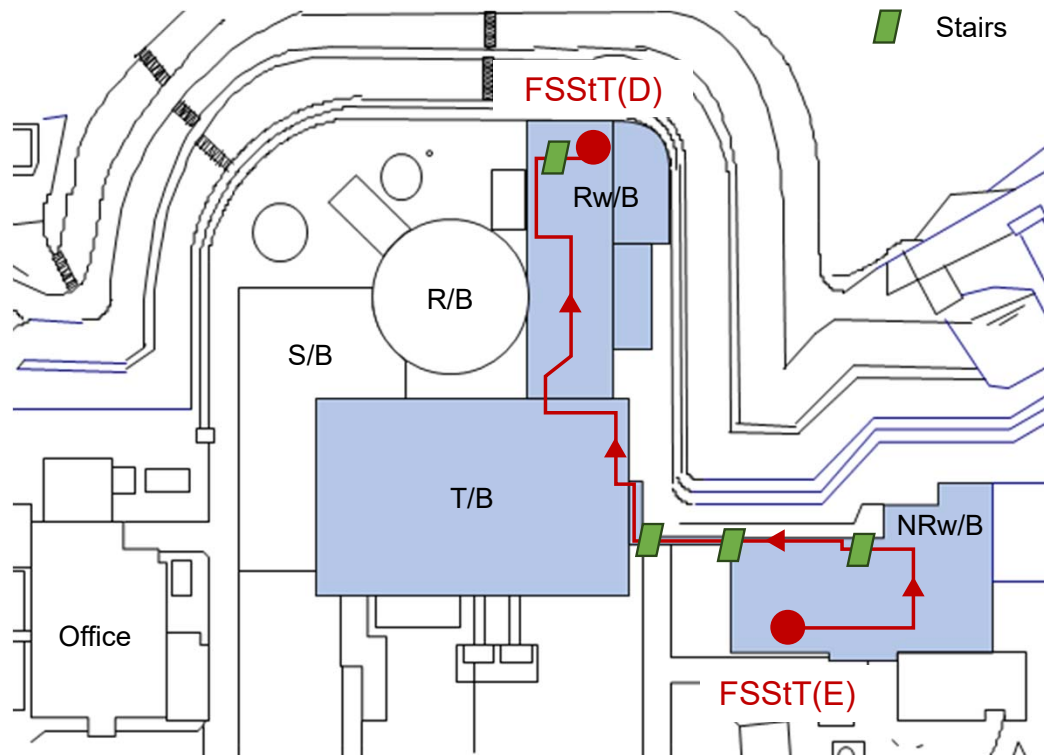 Stairs
FSStT(D)
Rw/B
R/B
S/B
T/B
NRw/B
Office
FSStT(E)